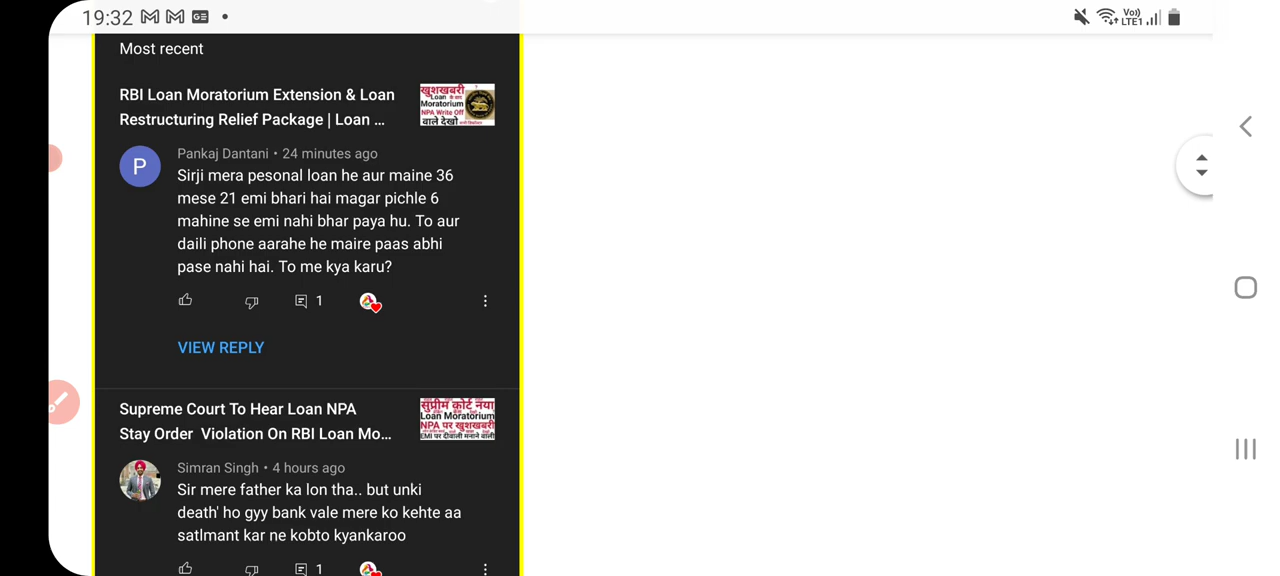 19:32
Vo)) LTE1
Most recent
RBI Loan Moratorium Extension & Loan
Restructuring Relief Package | Loan ...
खुशखबरी
Loan के बाद
Moratorium
NPA Write Off
वाले देखो
P
Pankaj Dantani • 24 minutes ago
Sirji mera pesonal loan he aur maine 36
mese 21 emi bhari hai magar pichle 6
mahine se emi nahi bhar paya hu. To aur
daili phone aarahe he maire paas abhi
pase nahi hai. To me kya karu?
1
VIEW REPLY
Supreme Court To Hear Loan NPA
Stay Order Violation On RBI Loan Mo...
सुप्रीम कोर्ट नया
Loan Moratorium
NPA पर खुशखबरी
EMI पर दीवाली मनाने वाली
Simran Singh • 4 hours ago
Sir mere father ka lon tha.. but unki
death' ho gyy bank vale mere ko kehte aa
satlmant kar ne kobto kyankaroo
1